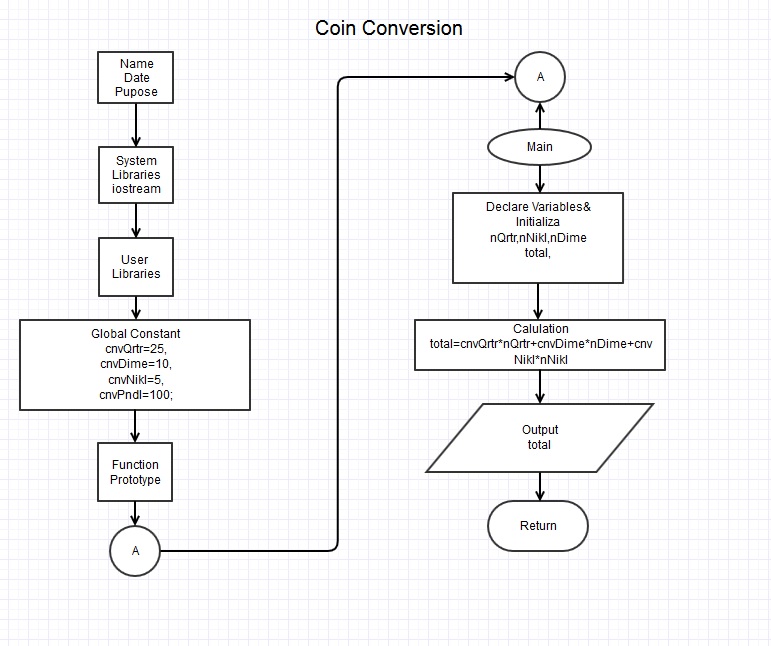 Coin Conversion
Name
Date
Pupose
System
Libraries
iostream
User
Libraries
Global Constant
cnvQrtr=25,
cnvDime=10,
cnvNikl=5,
cnvPndl=100;
Function
Prototype
A
A
Main
Declare Variables&
Initializa
nQrtr,nNikl,nDime
total,
Calulation
total=cnvQrtr*nQrtr+cnvDime*nDime+cnv
Nikl*nNikl
Output
total
Return